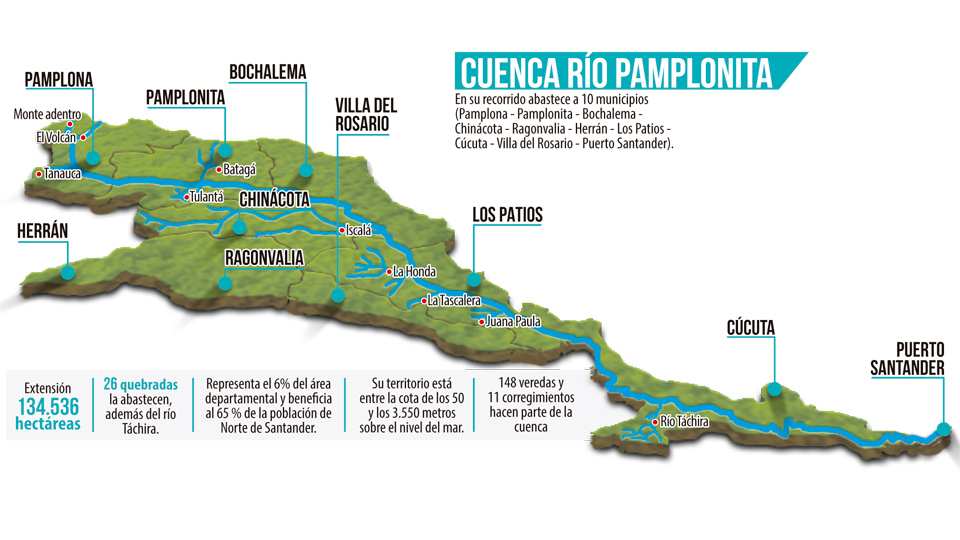 CUENCA RÍO PAMPLONITA
En su recorrido abastece a 10 municipios
(Pamplona - Pamplonita - Bochalema -
Chinácota - Ragonvalia - Herrán - Los Patios -
Cúcuta - Villa del Rosario - Puerto Santander).
PAMPLONA
PAMPLONITA
BOCHALEMA
VILLA DEL
ROSARIO
Monte adentro
El Volcán
Tanauca
Batagá
Tulantá
CHINÁCOTA
Iscalá
HERRÁN
RAGONVALIA
LOS PATIOS
La Honda
La Tascalera
Juana Paula
CÚCUTA
PUERTO
SANTANDER
Río Táchira
Extensión
134.536
hectáreas
26 quebradas
la abastecen,
además del río
Táchira.
Representa el 6% del área
departamental y beneficia
al 65 % de la población de
Norte de Santander.
Su territorio está
entre la cota de los 50
y los 3.550 metros
sobre el nivel del mar.
148 veredas y
11 corregimientos
hacen parte de la
cuenca